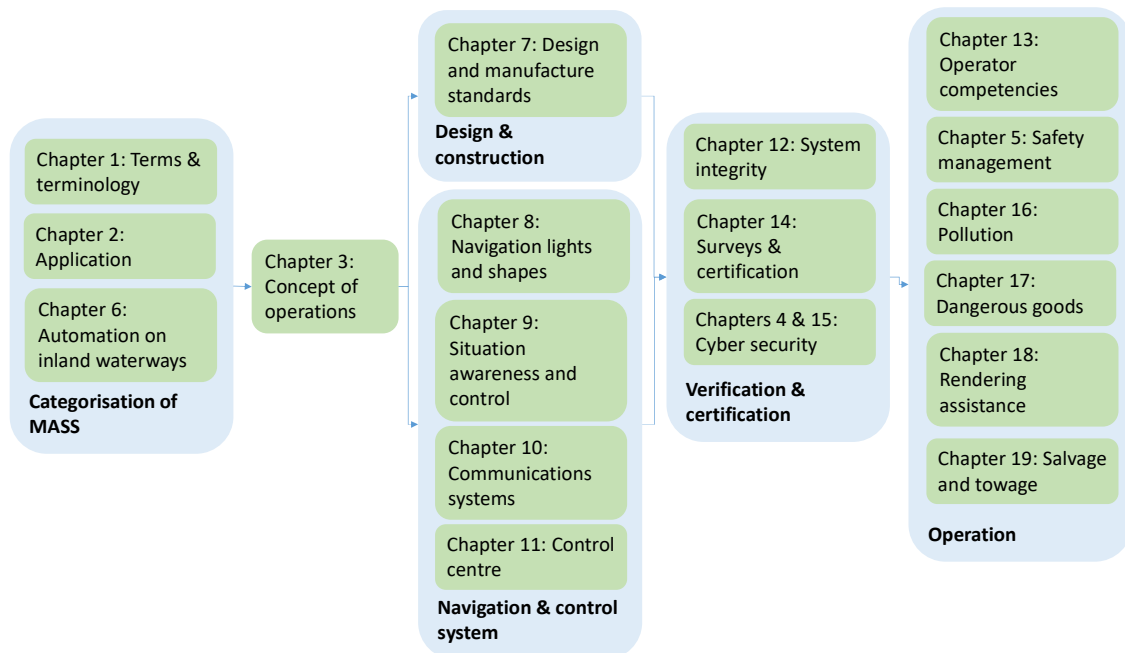 Chapter 1: Terms &
terminology
Chapter 2:
Application
Chapter 6:
Automation on
inland waterways
Categorisation of
MASS
Chapter 3:
Concept of
operations
Chapter 7: Design
and manufacture
standards
Design &
construction
Chapter 8:
Navigation lights
and shapes
Chapter 9:
Situation
awareness and
control
Chapter 10:
Communications
systems
Chapter 11: Control
centre
Navigation & control
system
Chapter 12: System
integrity
Chapter 14:
Surveys &
certification
Chapters 4 & 15:
Cyber security
Verification &
certification
Chapter 13:
Operator
competencies
Chapter 5: Safety
management
Chapter 16:
Pollution
Chapter 17:
Dangerous goods
Chapter 18:
Rendering
assistance
Chapter 19: Salvage
and towage
Operation